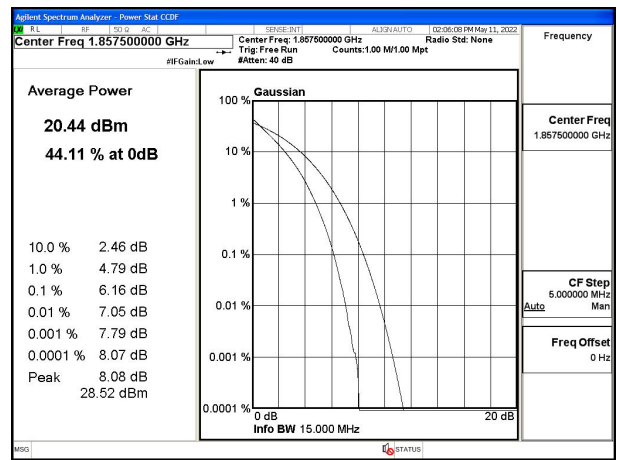 Agilent Spectrum Analyzer - Power Stat CCDF
RL RF 50 Ω AC SENSE:INT ALIGN AUTO 02:06:08 PM May 11, 2022
Center Freq 1.857500000 GHz
Center Freq: 1.857500000 GHz Radio Std: None
Trig: Free Run Counts:1.00 M/1.00 Mpt
#IFGain:Low #Atten: 40 dB
Frequency
Average Power
20.44 dBm
44.11 % at 0dB
10.0 % 2.46 dB
1.0 % 4.79 dB
0.1 % 6.16 dB
0.01 % 7.05 dB
0.001 % 7.79 dB
0.0001 % 8.07 dB
Peak 8.08 dB
28.52 dBm
Gaussian
100 %
10 %
1 %
0.1 %
0.01 %
0.001 %
0.0001 %
0 dB 20 dB
Info BW 15.000 MHz
Center Freq
1.857500000 GHz
CF Step
5.000000 MHz
Auto Man
Freq Offset
0 Hz
MSG STATUS